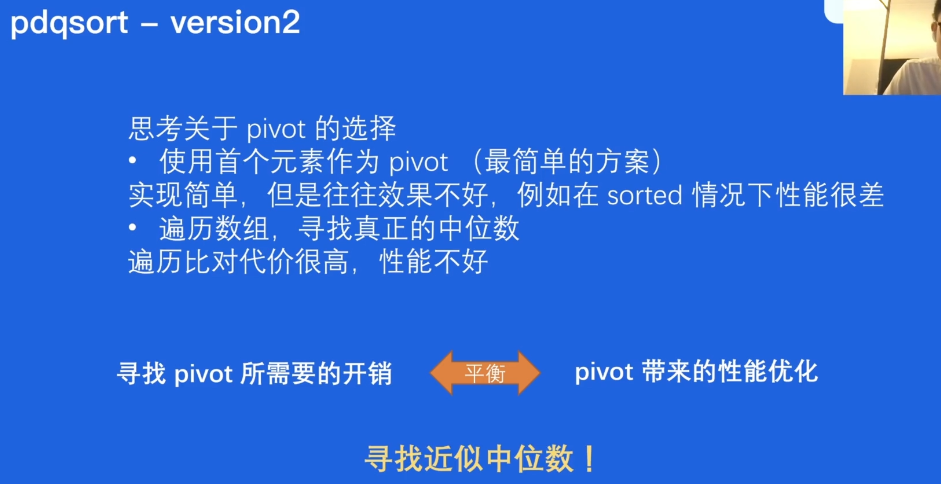 pdqsort – version2
思考关于 pivot 的选择
• 使用首个元素作为 pivot （最简单的方案）
实现简单，但是往往效果不好，例如在 sorted 情况下性能很差
• 遍历数组，寻找真正的中位数
遍历比对代价很高，性能不好
寻找 pivot 所需要的开销
平衡
pivot 带来的性能优化
寻找近似中位数！